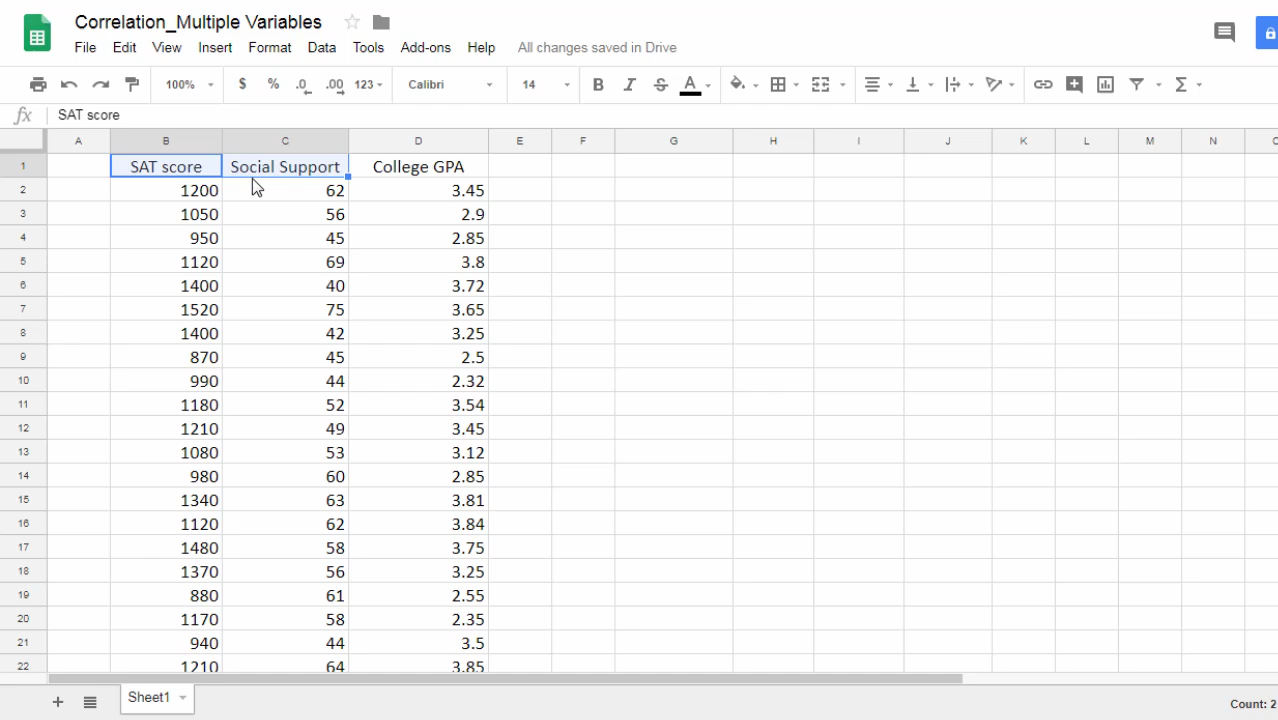 Correlation_Multiple Variables
File Edit View Insert Format Data Tools Add-ons Help All changes saved in Drive
100% $ % .0 .00 123 Calibri 14 B I S A Σ
fx SAT score
A B C D E F G H I J K L M N
1 SAT score Social Support College GPA
2 1200 62 3.45
3 1050 56 2.9
4 950 45 2.85
5 1120 69 3.8
6 1400 40 3.72
7 1520 75 3.65
8 1400 42 3.25
9 870 45 2.5
10 990 44 2.32
11 1180 52 3.54
12 1210 49 3.45
13 1080 53 3.12
14 980 60 2.85
15 1340 63 3.81
16 1120 62 3.84
17 1480 58 3.75
18 1370 56 3.25
19 880 61 2.55
20 1170 58 2.35
21 940 44 3.5
22 1210 64 3.85
Sheet1
Count: 2